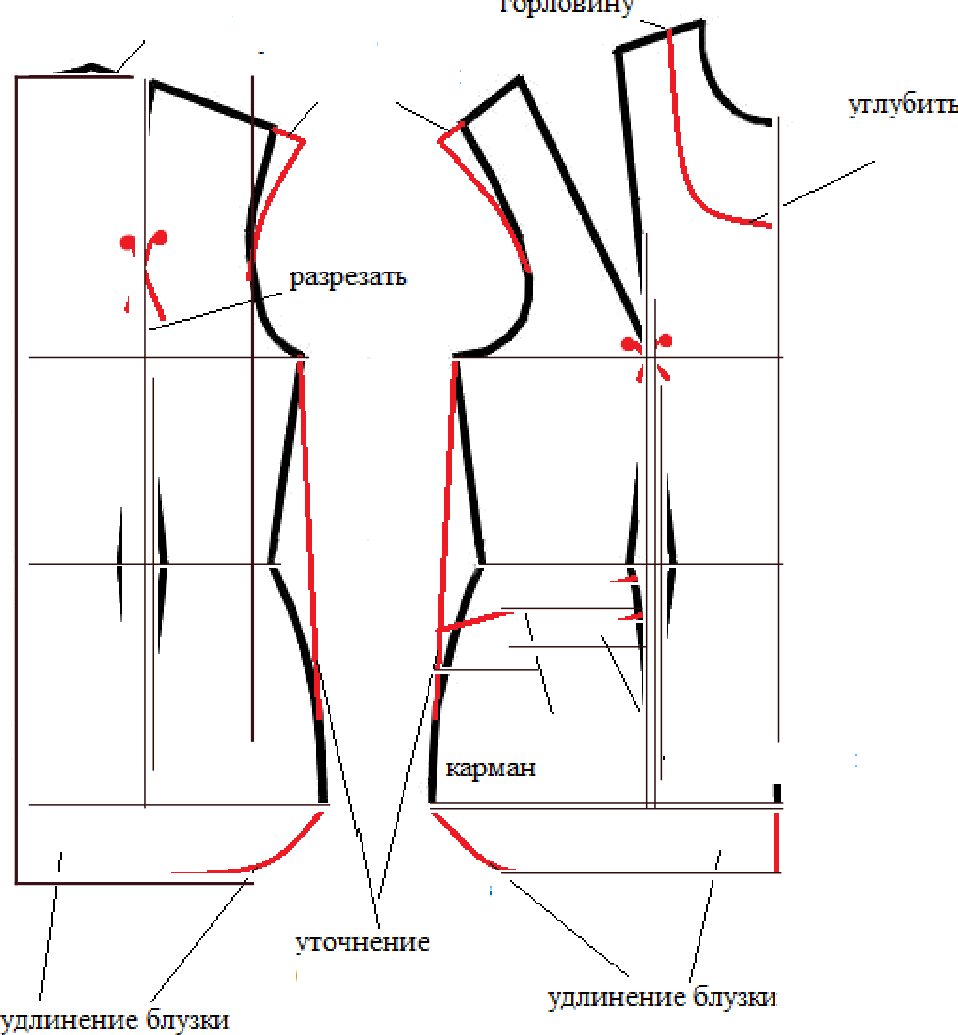 горловину
углубить
разрезать
карман
уточнение
удлинение блузки
удлинение блузки